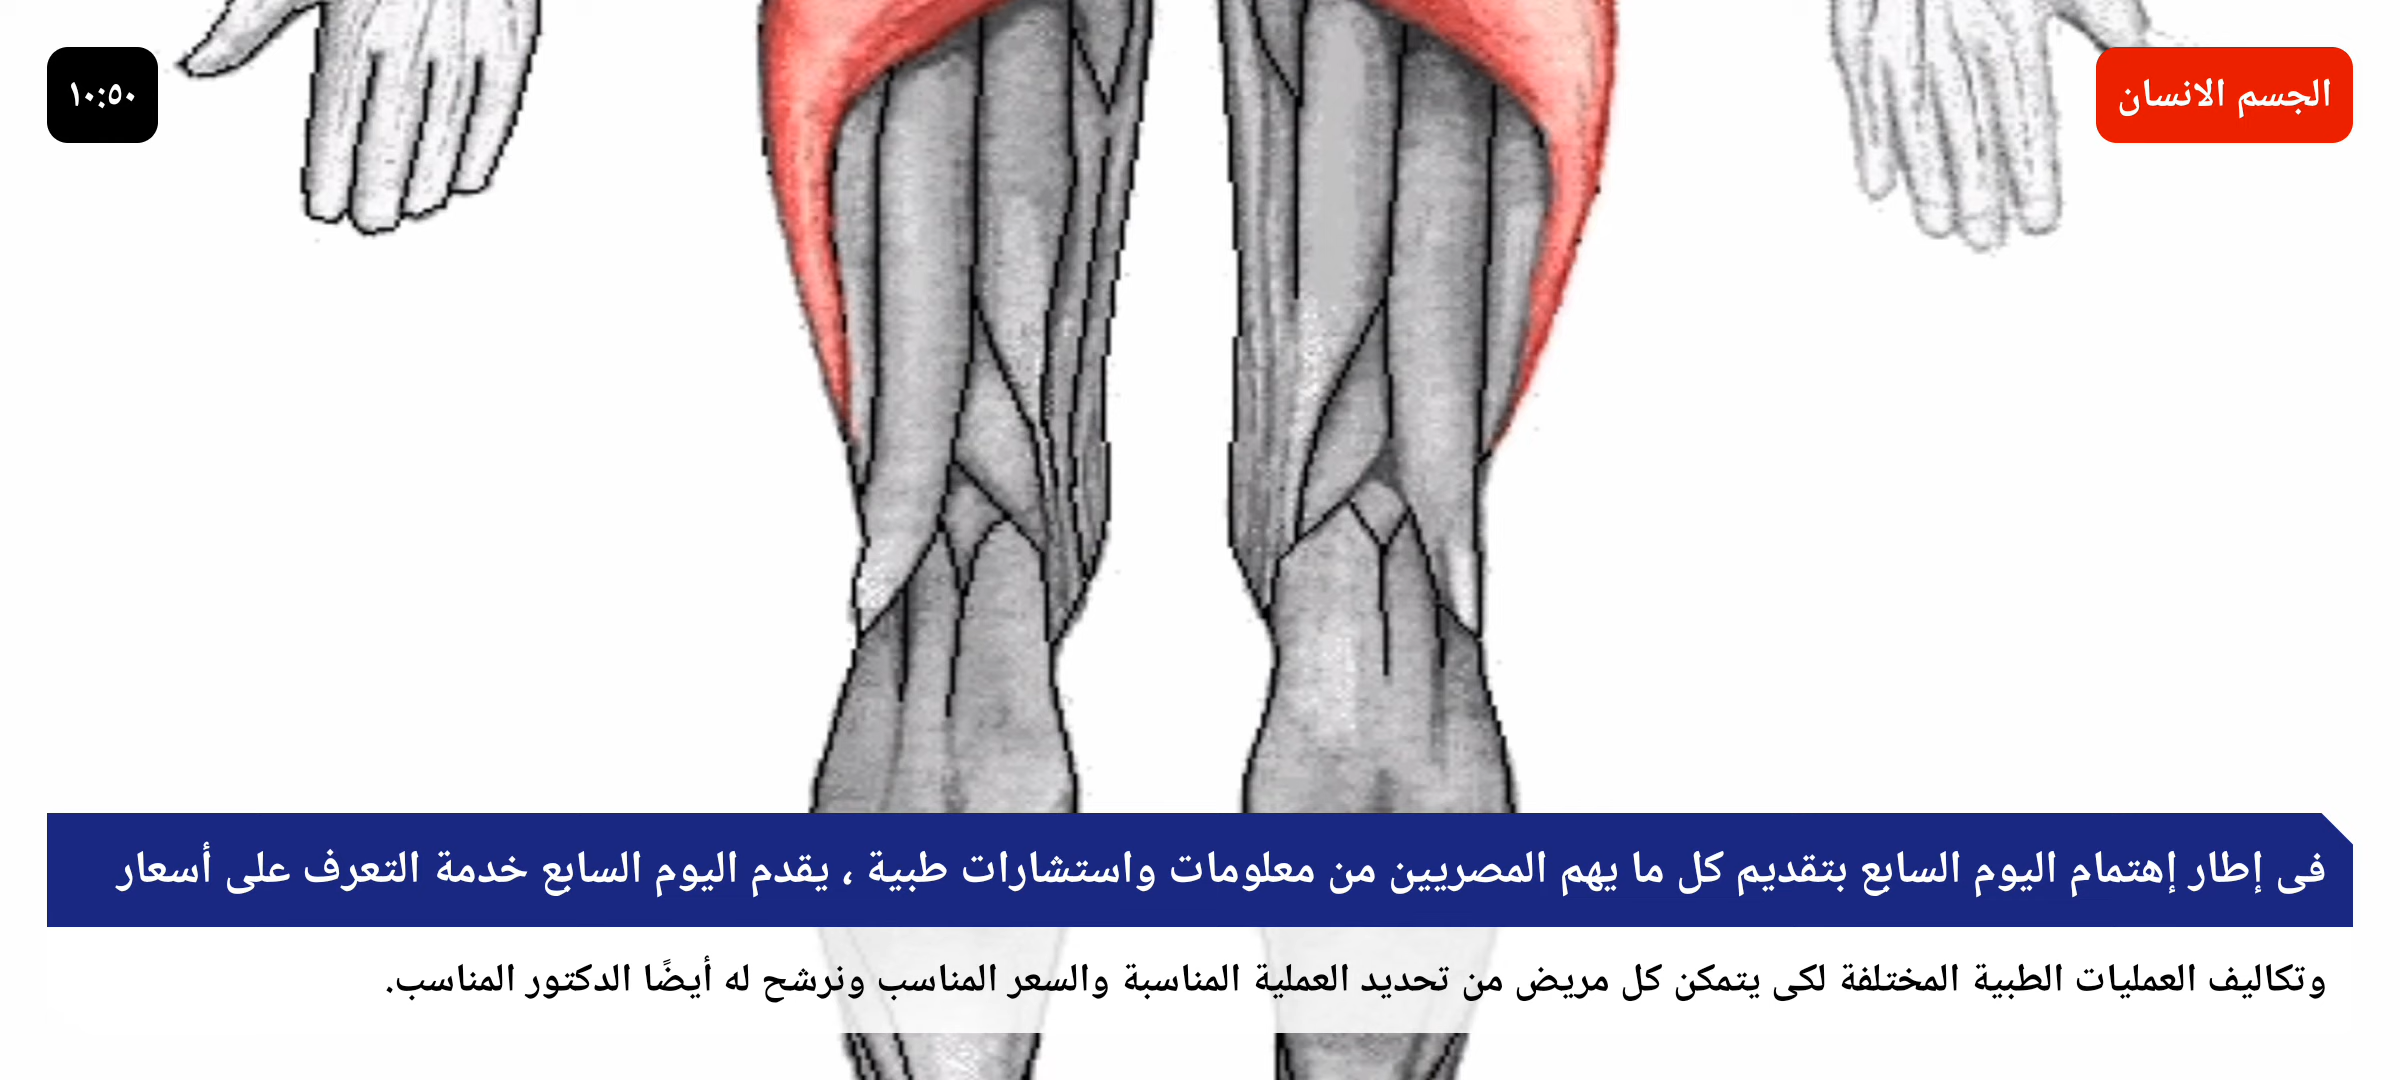 الجسم الانسان
١٠:٥٠
فى إطار إهتمام اليوم السابع بتقديم كل ما يهم المصريين من معلومات واستشارات طبية ، يقدم اليوم السابع خدمة التعرف على أسعار
وتكاليف العمليات الطبية المختلفة لكى يتمكن كل مريض من تحديد العملية المناسبة والسعر المناسب ونرشح له أيضًا الدكتور المناسب.